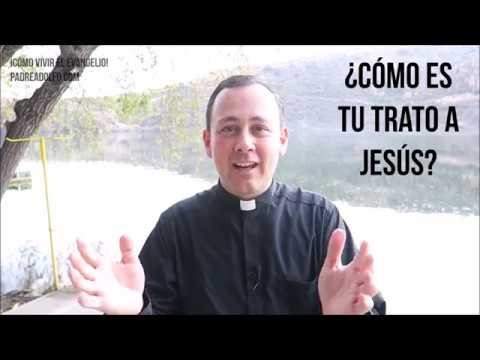 ¡CÓMO VIVIR EL EVANGELIO!
PADREADOLFO.COM
¿CÓMO ES
TU TRATO A
JESÚS?